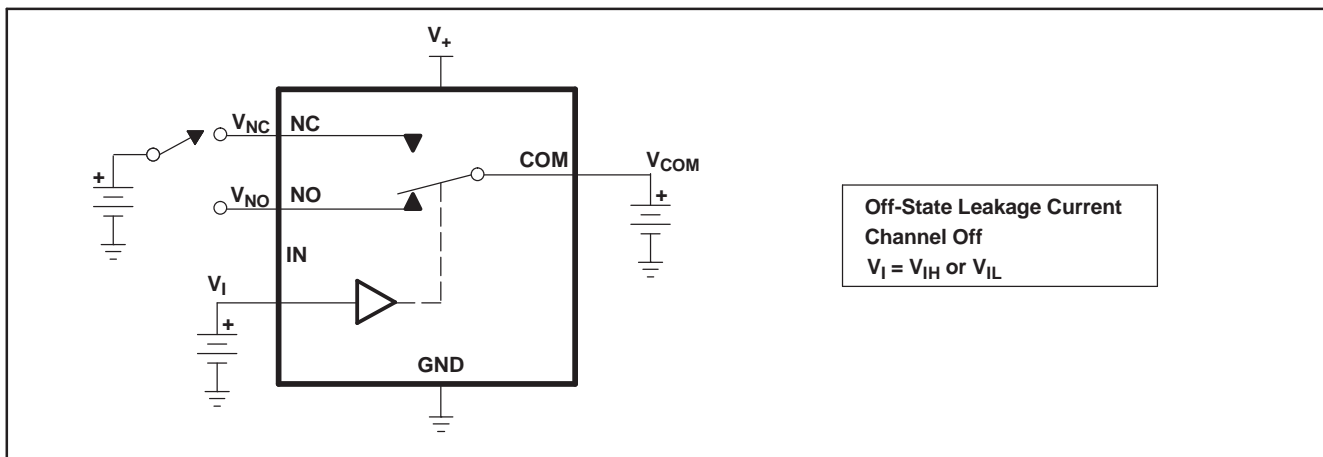 V+
VNC NC
+
COM VCOM
+
VNO NO
IN
VI
+
GND
Off-State Leakage Current
Channel Off
VI = VIH or VIL